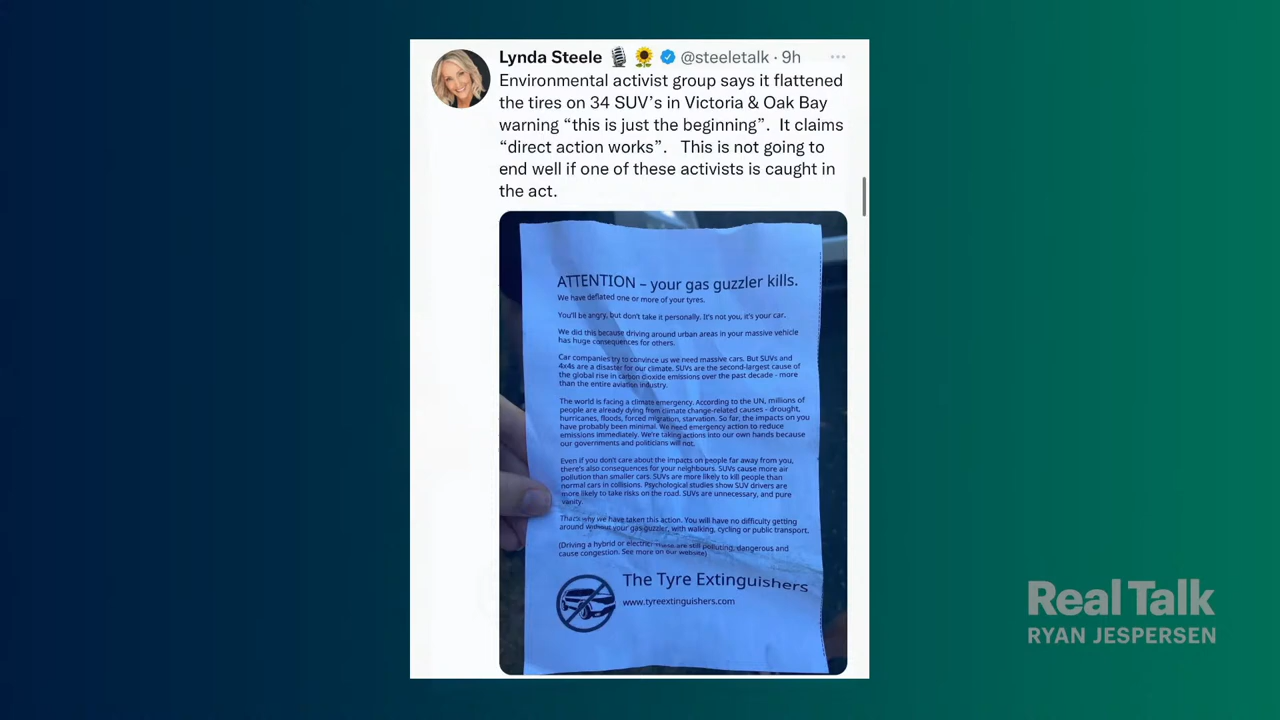 Lynda Steele 🎙️ 🌻 @steeletalk · 9h
Environmental activist group says it flattened
the tires on 34 SUV’s in Victoria & Oak Bay
warning “this is just the beginning”. It claims
“direct action works”. This is not going to
end well if one of these activists is caught in
the act.
ATTENTION – your gas guzzler kills.
We have deflated one or more of your tyres.
You'll be angry, but don't take it personally. It's not you, it's your car.
We did this because driving around urban areas in your massive vehicle
has huge consequences for others.
Car companies try to convince us we need massive cars. But SUVs and
4x4s are a disaster for our climate. SUVs are the second-largest cause of
the global rise in carbon dioxide emissions over the past decade - more
than the entire aviation industry.
The world is facing a climate emergency. According to the UN, millions of
people are already dying from climate change-related causes - drought,
hurricanes, floods, forced migration, starvation. So far, the impacts on you
have probably been minimal. We need emergency action to reduce
emissions immediately. We're taking actions into our own hands because
our governments and politicians will not.
Even if you don't care about the impacts on people far away from you,
there's also consequences for your neighbours. SUVs cause more air
pollution than smaller cars. SUVs are more likely to kill people than
normal cars in collisions. Psychological studies show SUV drivers are
more likely to take risks on the road. SUVs are unnecessary, and pure
vanity.
That's why we have taken this action. You will have no difficulty getting
around without your gas guzzler, with walking, cycling or public transport.
(Driving a hybrid or electric are still polluting, dangerous and
cause congestion. See more on our website)
The Tyre Extinguishers
www.tyreextinguishers.com
Real Talk
RYAN JESPERSEN